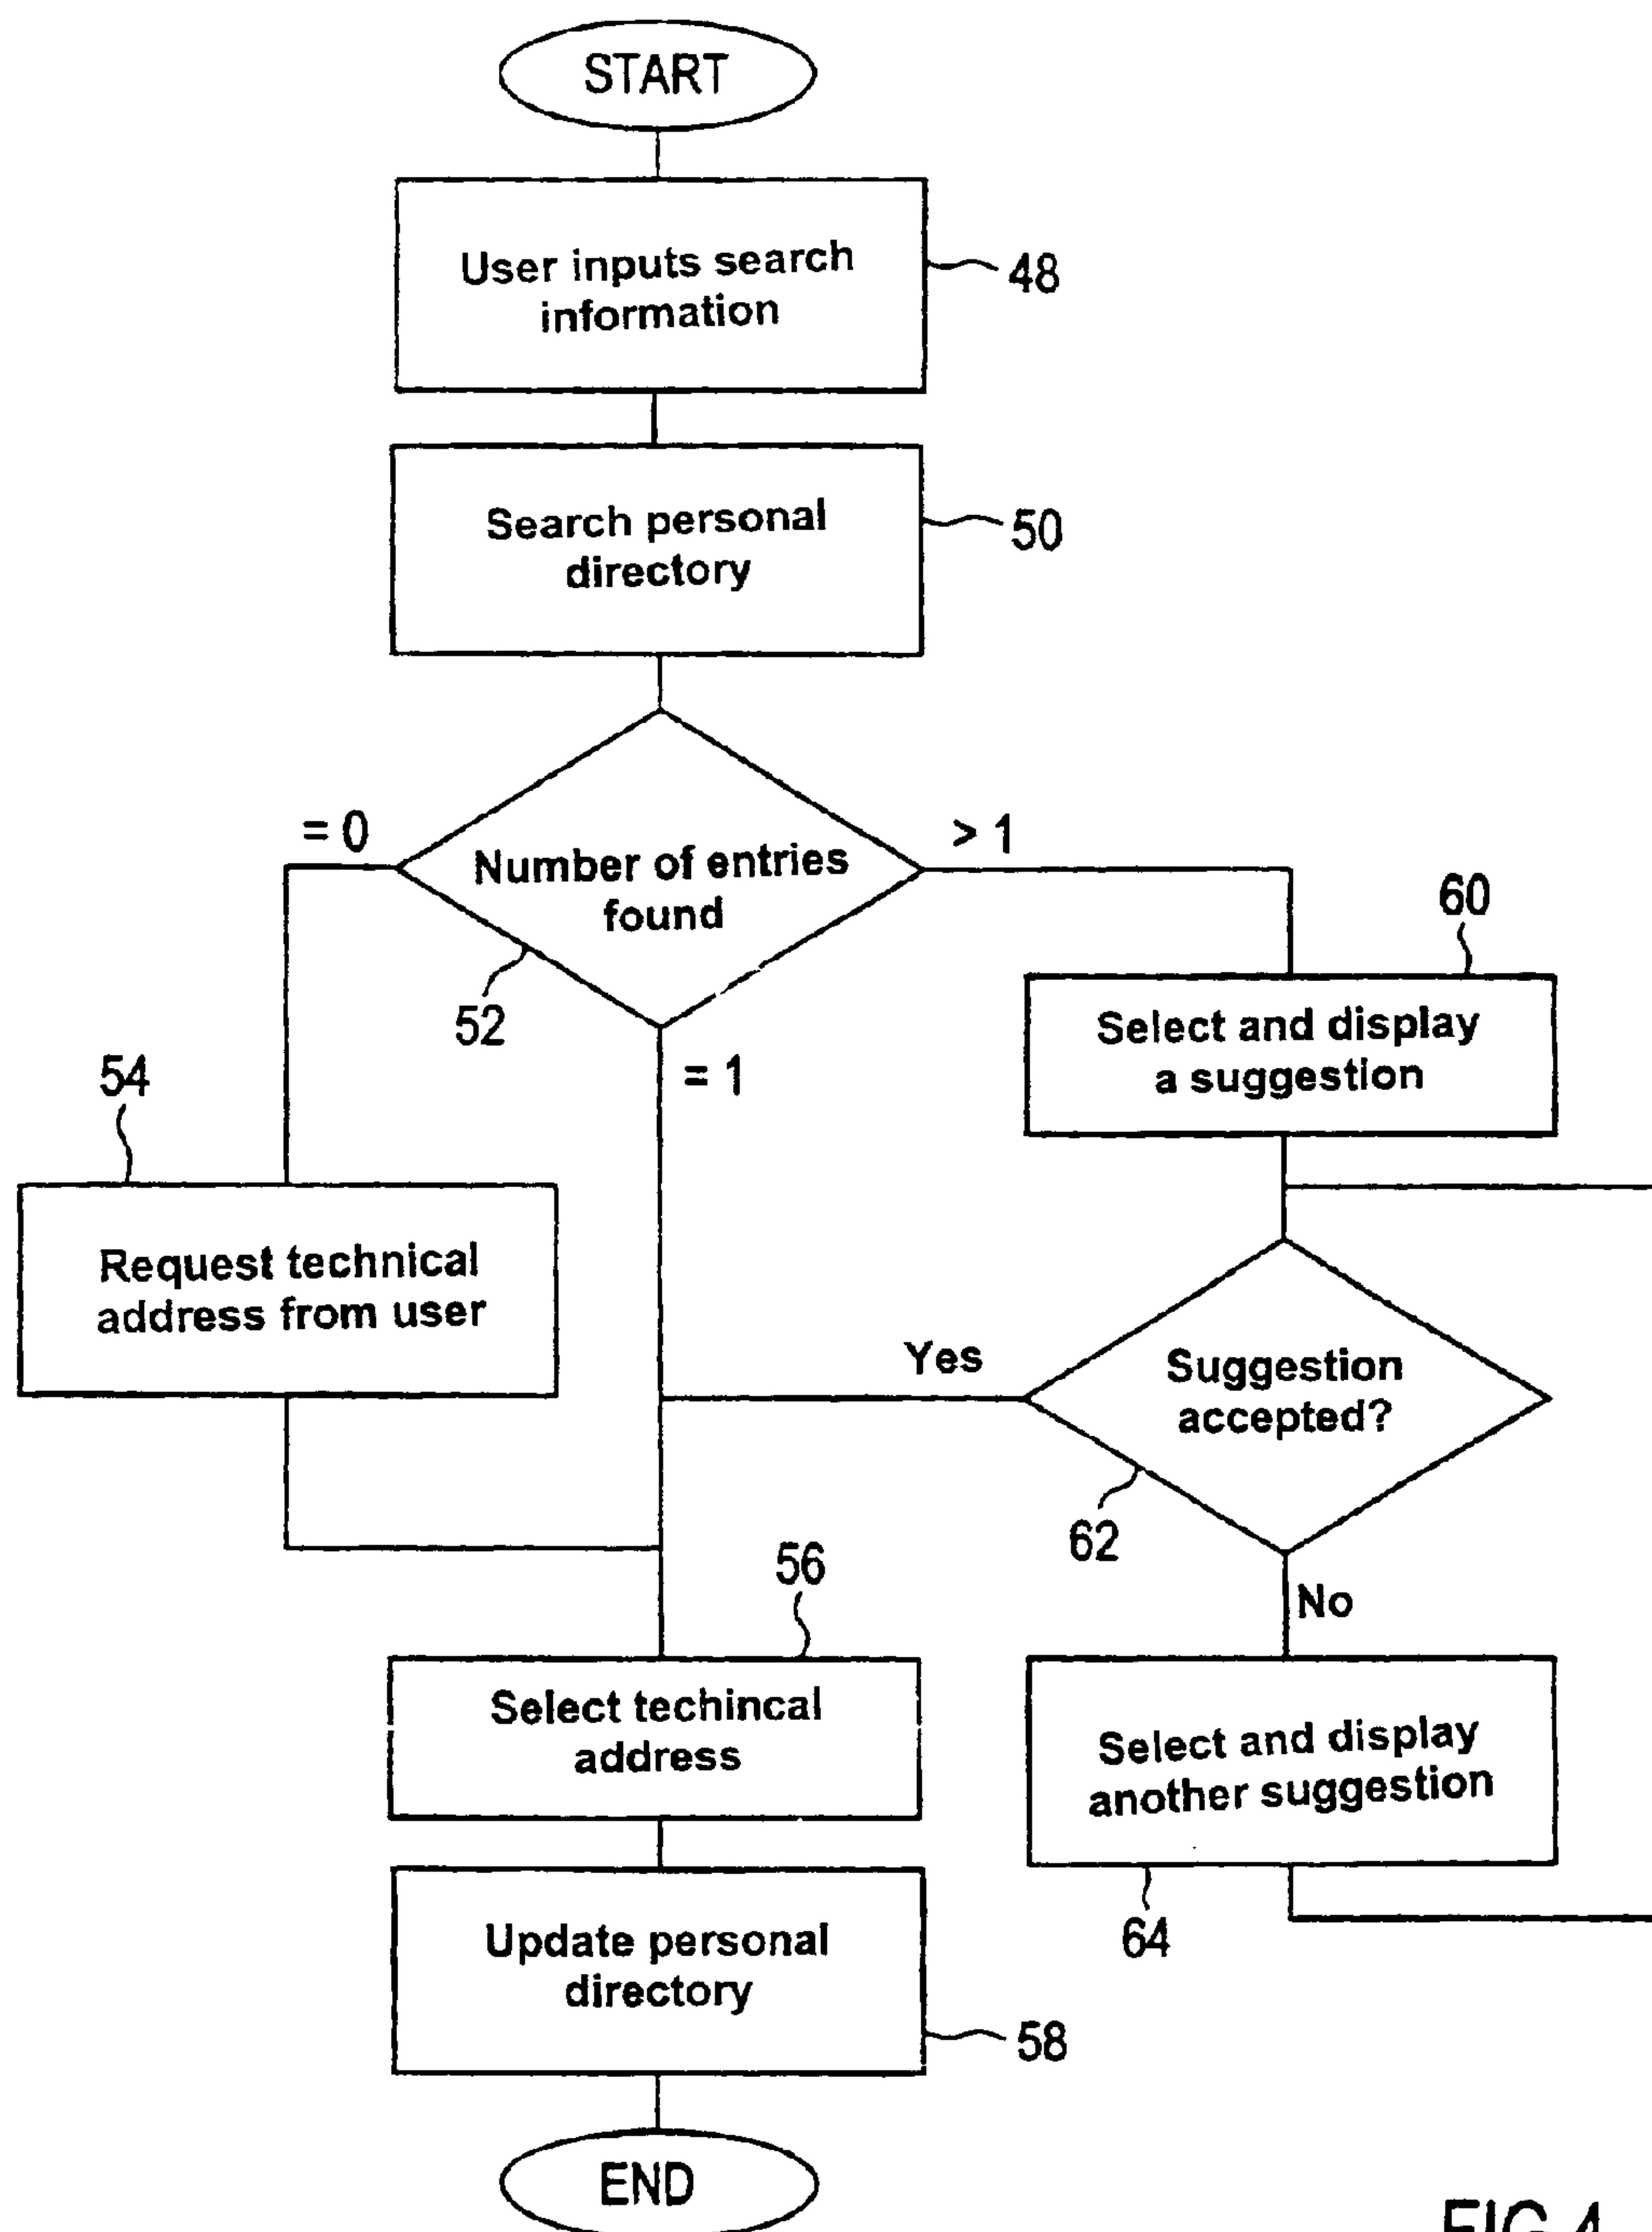 START
User inputs search
information
48
Search personal
directory
50
= 0
> 1
Number of entries
found
52
= 1
60
Select and display
a suggestion
54
Request technical
address from user
Yes
Suggestion
accepted?
62
No
56
Select techincal
address
Select and display
another suggestion
64
Update personal
directory
58
END
FIG 4